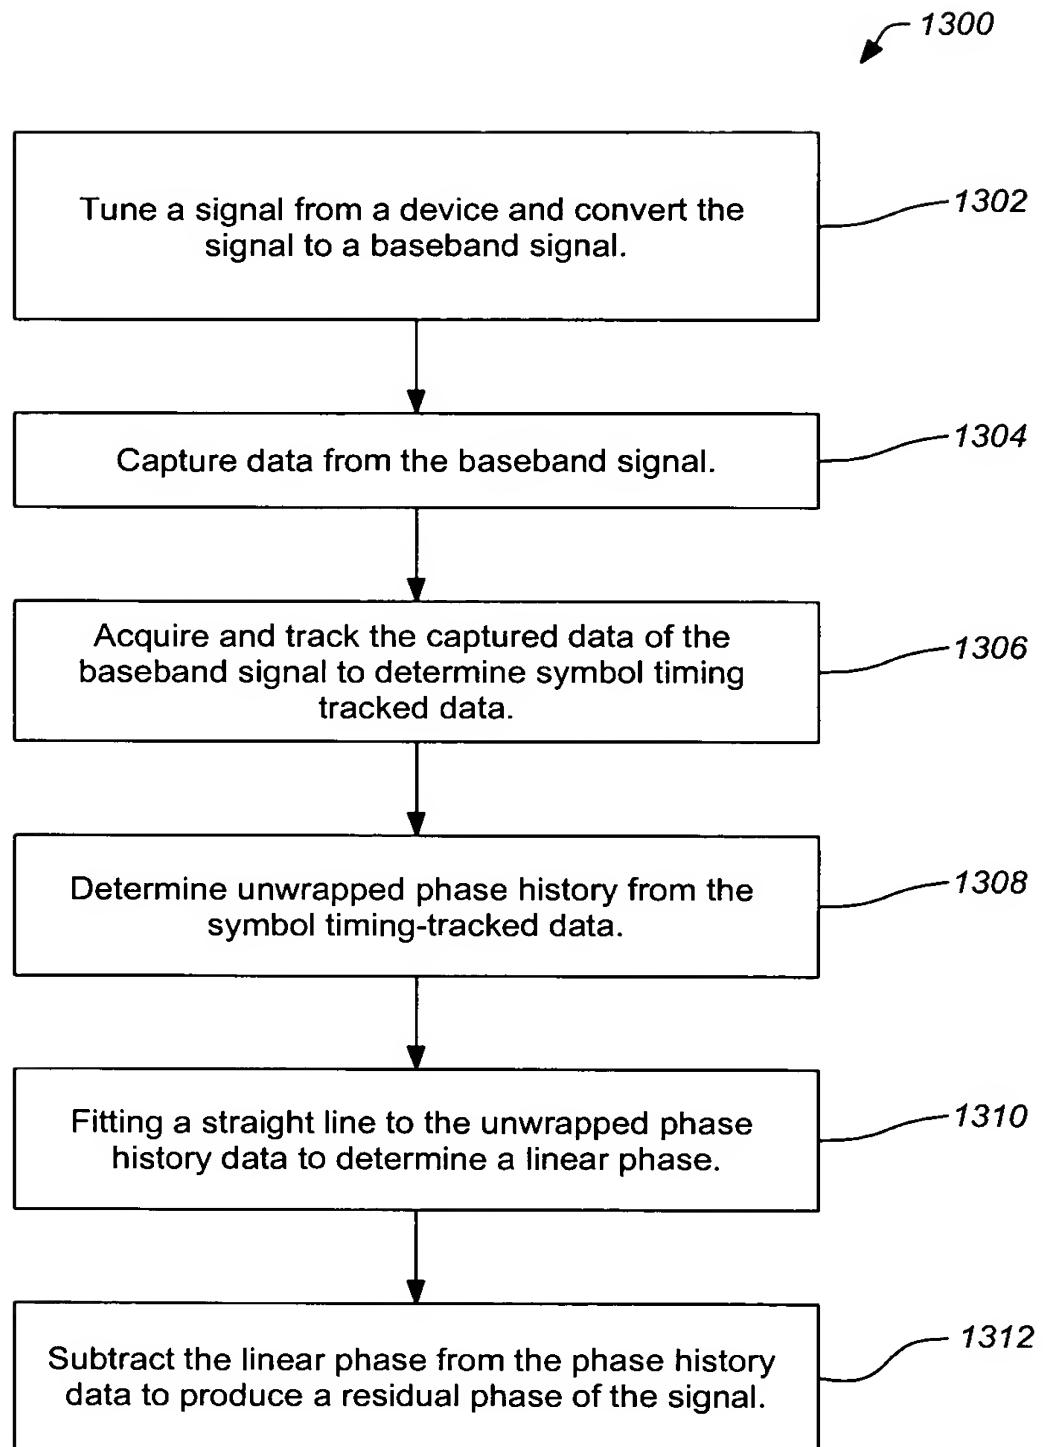 1300
Tune a signal from a device and convert the
signal to a baseband signal.
1302
Capture data from the baseband signal.
1304
Acquire and track the captured data of the
baseband signal to determine symbol timing
tracked data.
1306
Determine unwrapped phase history from the
symbol timing-tracked data.
1308
Fitting a straight line to the unwrapped phase
history data to determine a linear phase.
1310
Subtract the linear phase from the phase history
data to produce a residual phase of the signal.
1312